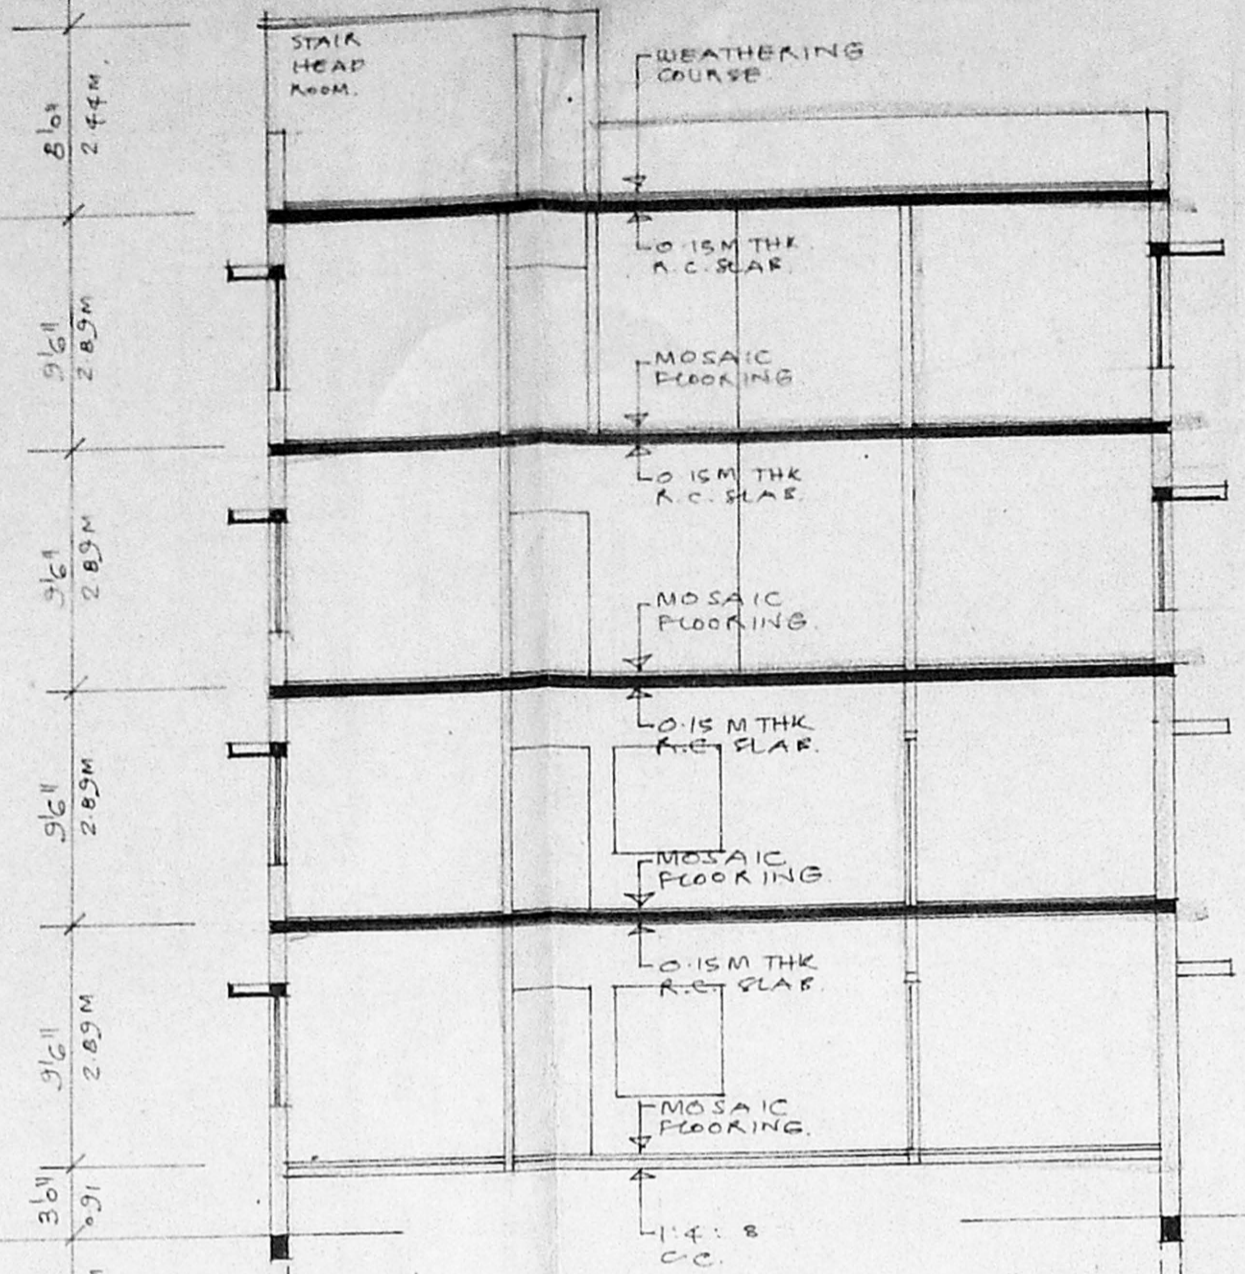 STAIR
HEAD
ROOM.
WEATHERING
COURSE.
8'0"
2.44M.
0.15M THK.
R.C. SLAB.
9'6"
2.89M
MOSAIC
FLOORING.
0.15M THK
R.C. SLAB.
9'6"
2.89M
MOSAIC
FLOORING.
0.15 M THK
R.C. SLAB.
9'6"
2.89M
MOSAIC
FLOORING.
0.15M THK
R.C. SLAB.
9'6"
2.89M
MOSAIC
FLOORING.
3'0"
0.91
1:4:8
C.C.